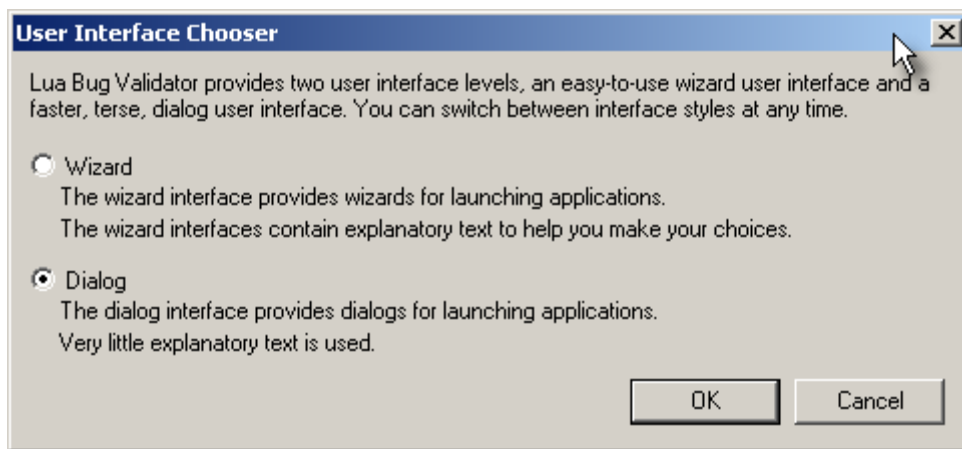 User Interface Chooser
Lua Bug Validator provides two user interface levels, an easy-to-use wizard user interface and a
faster, terse, dialog user interface. You can switch between interface styles at any time.
Wizard
The wizard interface provides wizards for launching applications.
The wizard interfaces contain explanatory text to help you make your choices.
Dialog
The dialog interface provides dialogs for launching applications.
Very little explanatory text is used.
OK Cancel